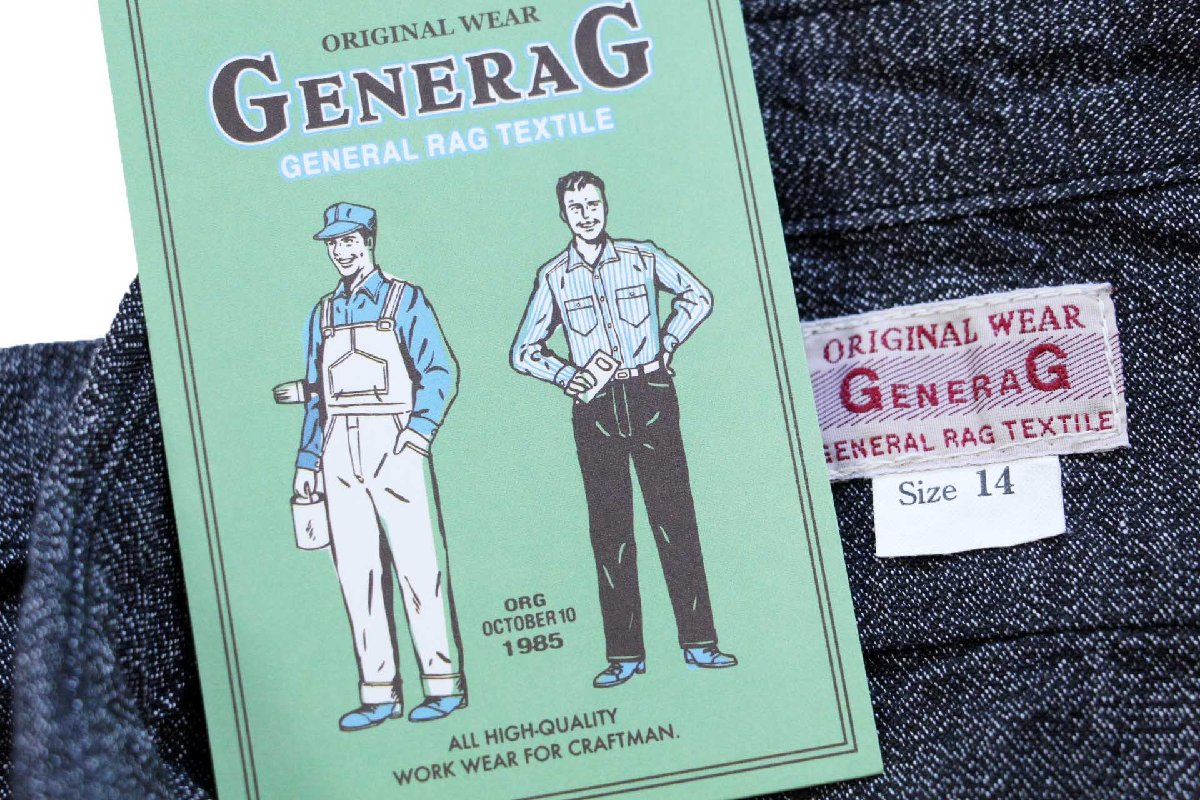 ORIGINAL WEAR
GENERAG
GENERAL RAG TEXTILE
ORG
OCTOBER 10
1985
ALL HIGH-QUALITY
WORK WEAR FOR CRAFTMAN.
ORIGINAL WEAR
GENERAG
GENERAL RAG TEXTILE
Size 14